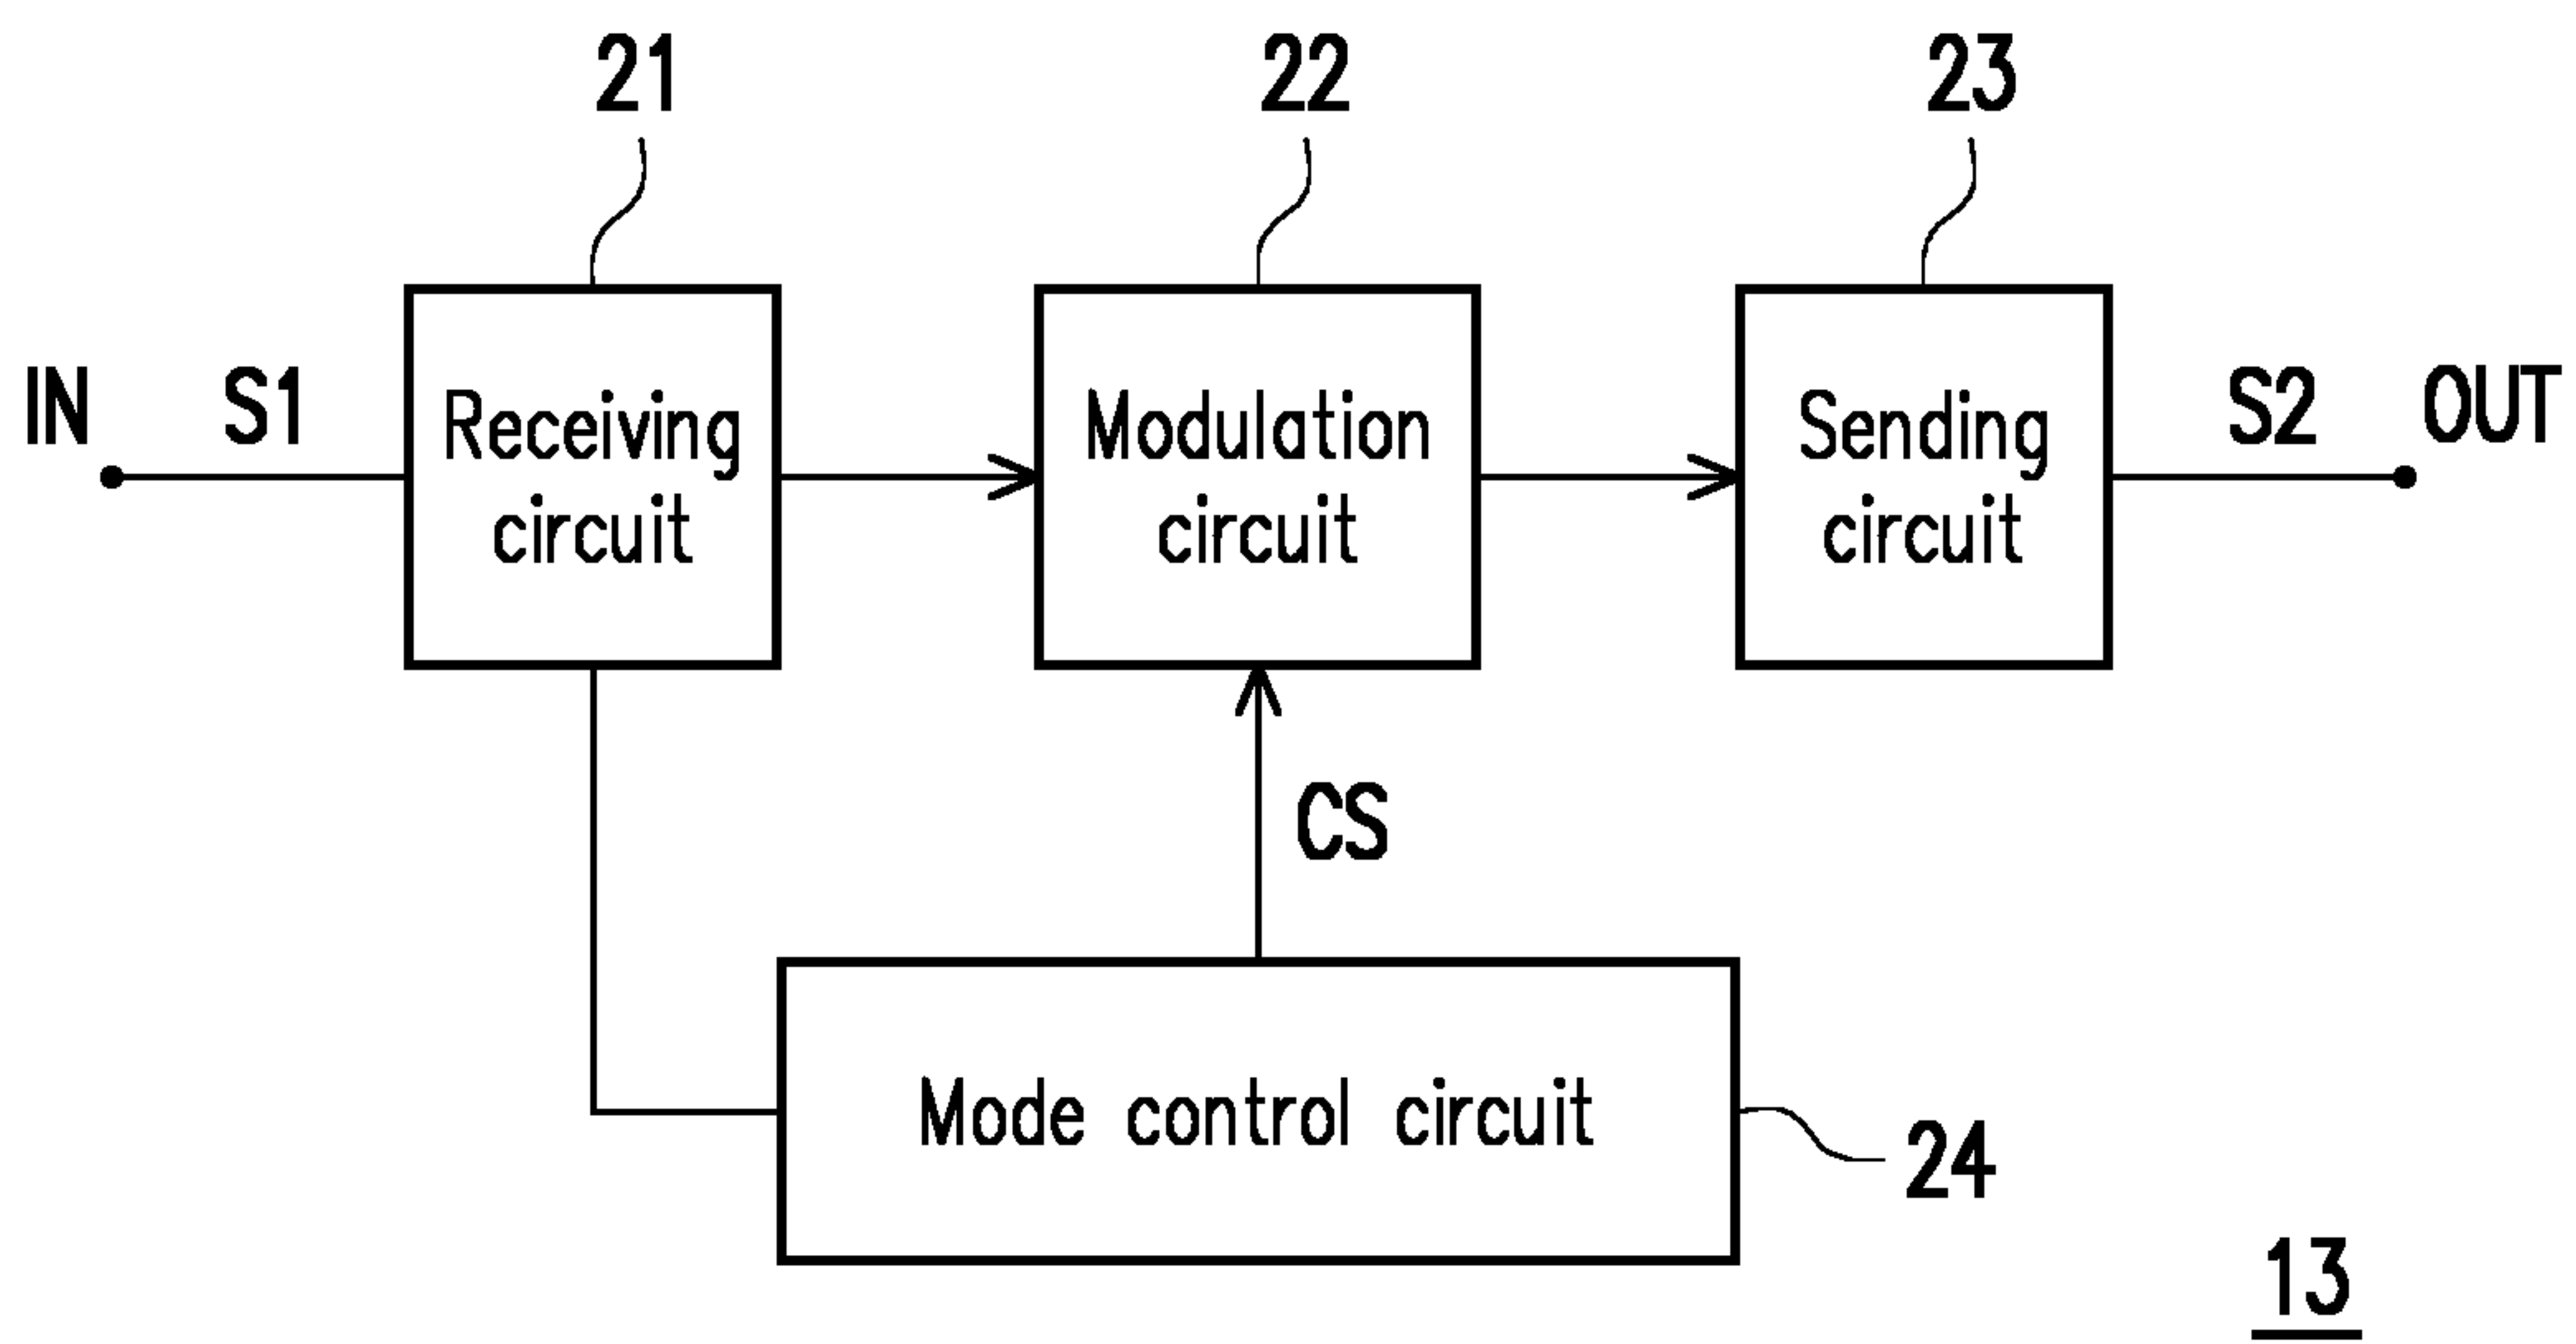 21
22
23
IN
S1
Receiving
circuit
Modulation
circuit
Sending
circuit
S2
OUT
CS
Mode control circuit
24
13